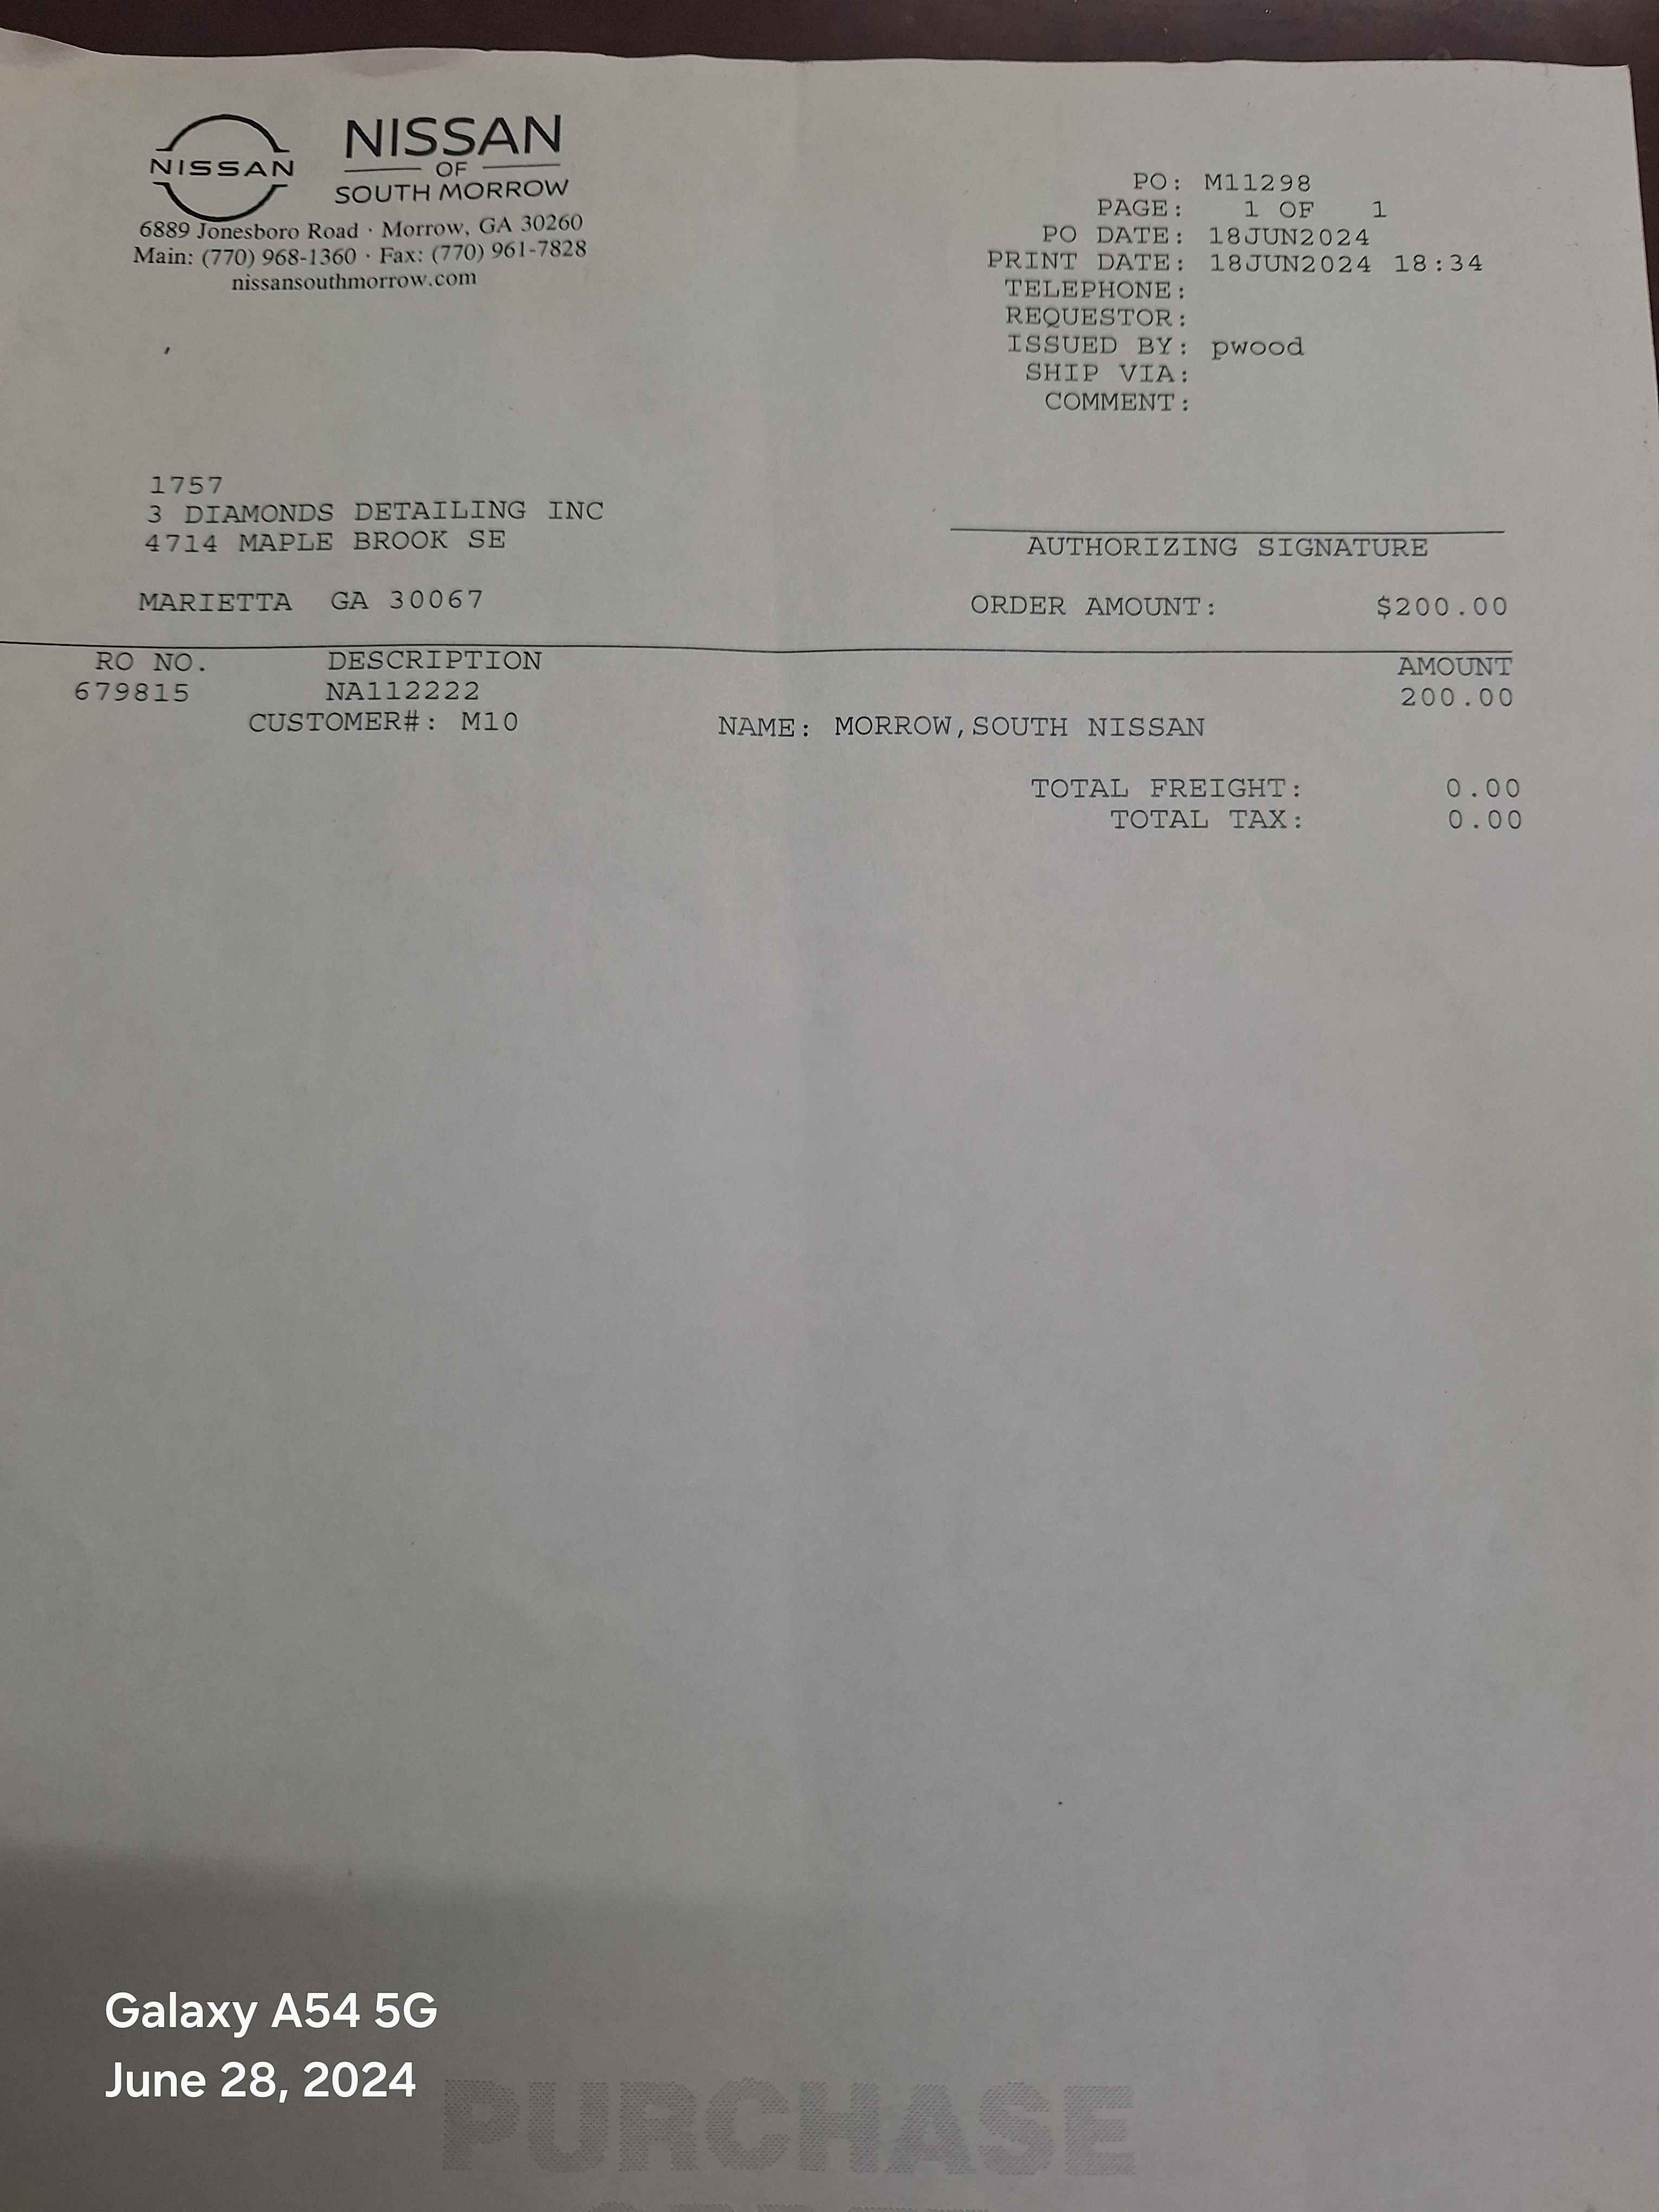 NISSAN
NISSAN
OF
SOUTH MORROW
6889 Jonesboro Road · Morrow, GA 30260
Main: (770) 968-1360 · Fax: (770) 961-7828
nissansouthmorrow.com
PO: M11298
PAGE: 1 OF 1
PO DATE: 18JUN2024
PRINT DATE: 18JUN2024 18:34
TELEPHONE:
REQUESTOR:
ISSUED BY: pwood
SHIP VIA:
COMMENT:
1757
3 DIAMONDS DETAILING INC
4714 MAPLE BROOK SE
MARIETTA GA 30067
AUTHORIZING SIGNATURE
ORDER AMOUNT: $200.00
RO NO. DESCRIPTION AMOUNT
679815 NA112222 200.00
CUSTOMER#: M10 NAME: MORROW,SOUTH NISSAN
TOTAL FREIGHT: 0.00
TOTAL TAX: 0.00
Galaxy A54 5G
June 28, 2024
PURCHASE